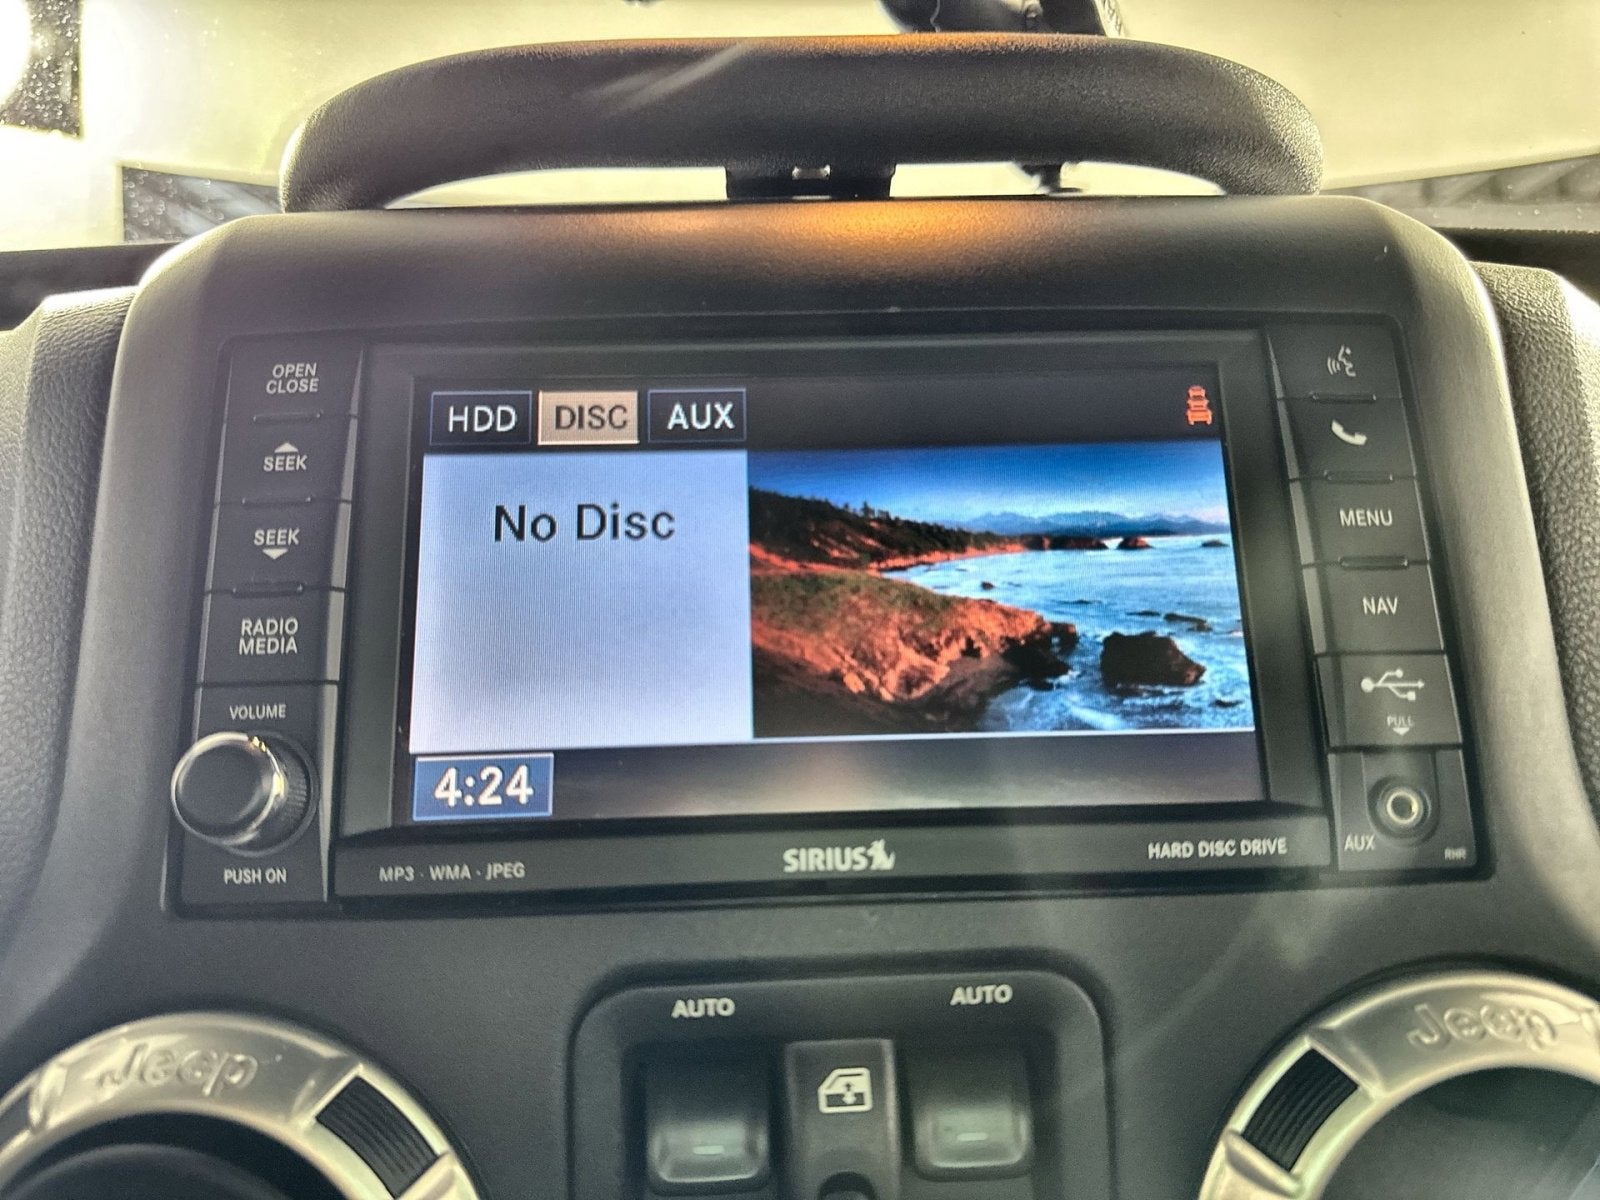 OPEN
CLOSE
SEEK
SEEK
RADIO
MEDIA
VOLUME
PUSH ON
HDD DISC AUX
No Disc
4:24
MENU
NAV
PULL
AUX
RHR
MP3 · WMA · JPEG
SIRIUS
HARD DISC DRIVE
AUTO AUTO
Jeep
Jeep